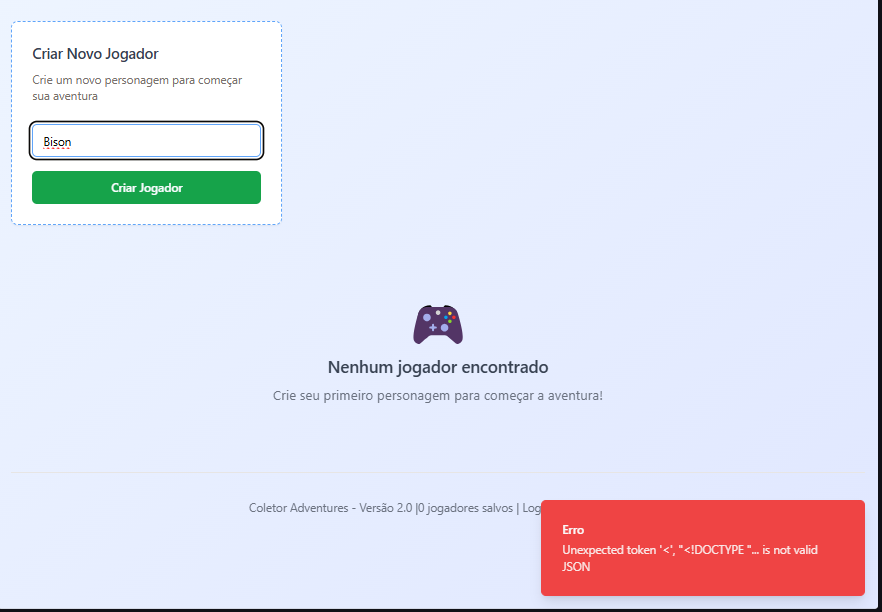 Criar Novo Jogador
Crie um novo personagem para começar
sua aventura
Bison
Criar Jogador
Nenhum jogador encontrado
Crie seu primeiro personagem para começar a aventura!
Coletor Adventures - Versão 2.0 |0 jogadores salvos | Log
Erro
Unexpected token '<', "<!DOCTYPE "... is not valid
JSON